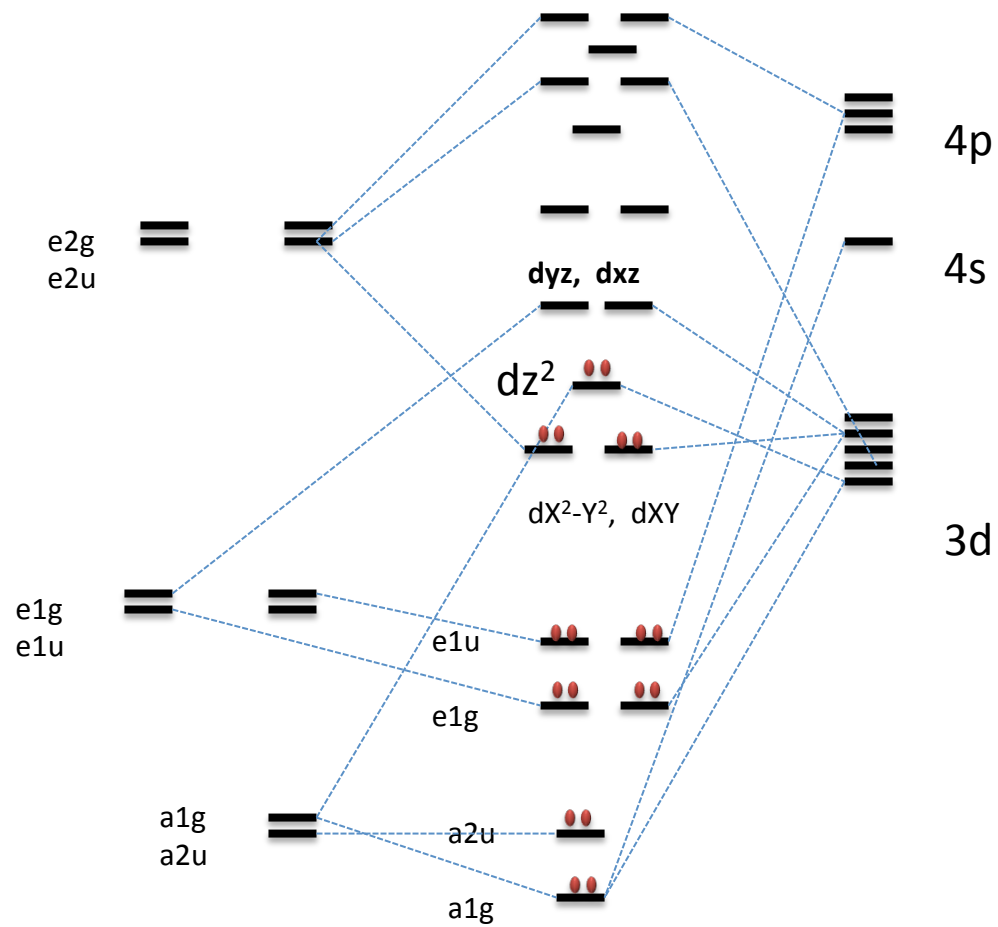 4p
e2g
e2u
4s
dyz, dxz
dz²
dX²-Y², dXY
3d
e1g
e1u
e1u
e1g
a1g
a2u
a2u
a1g